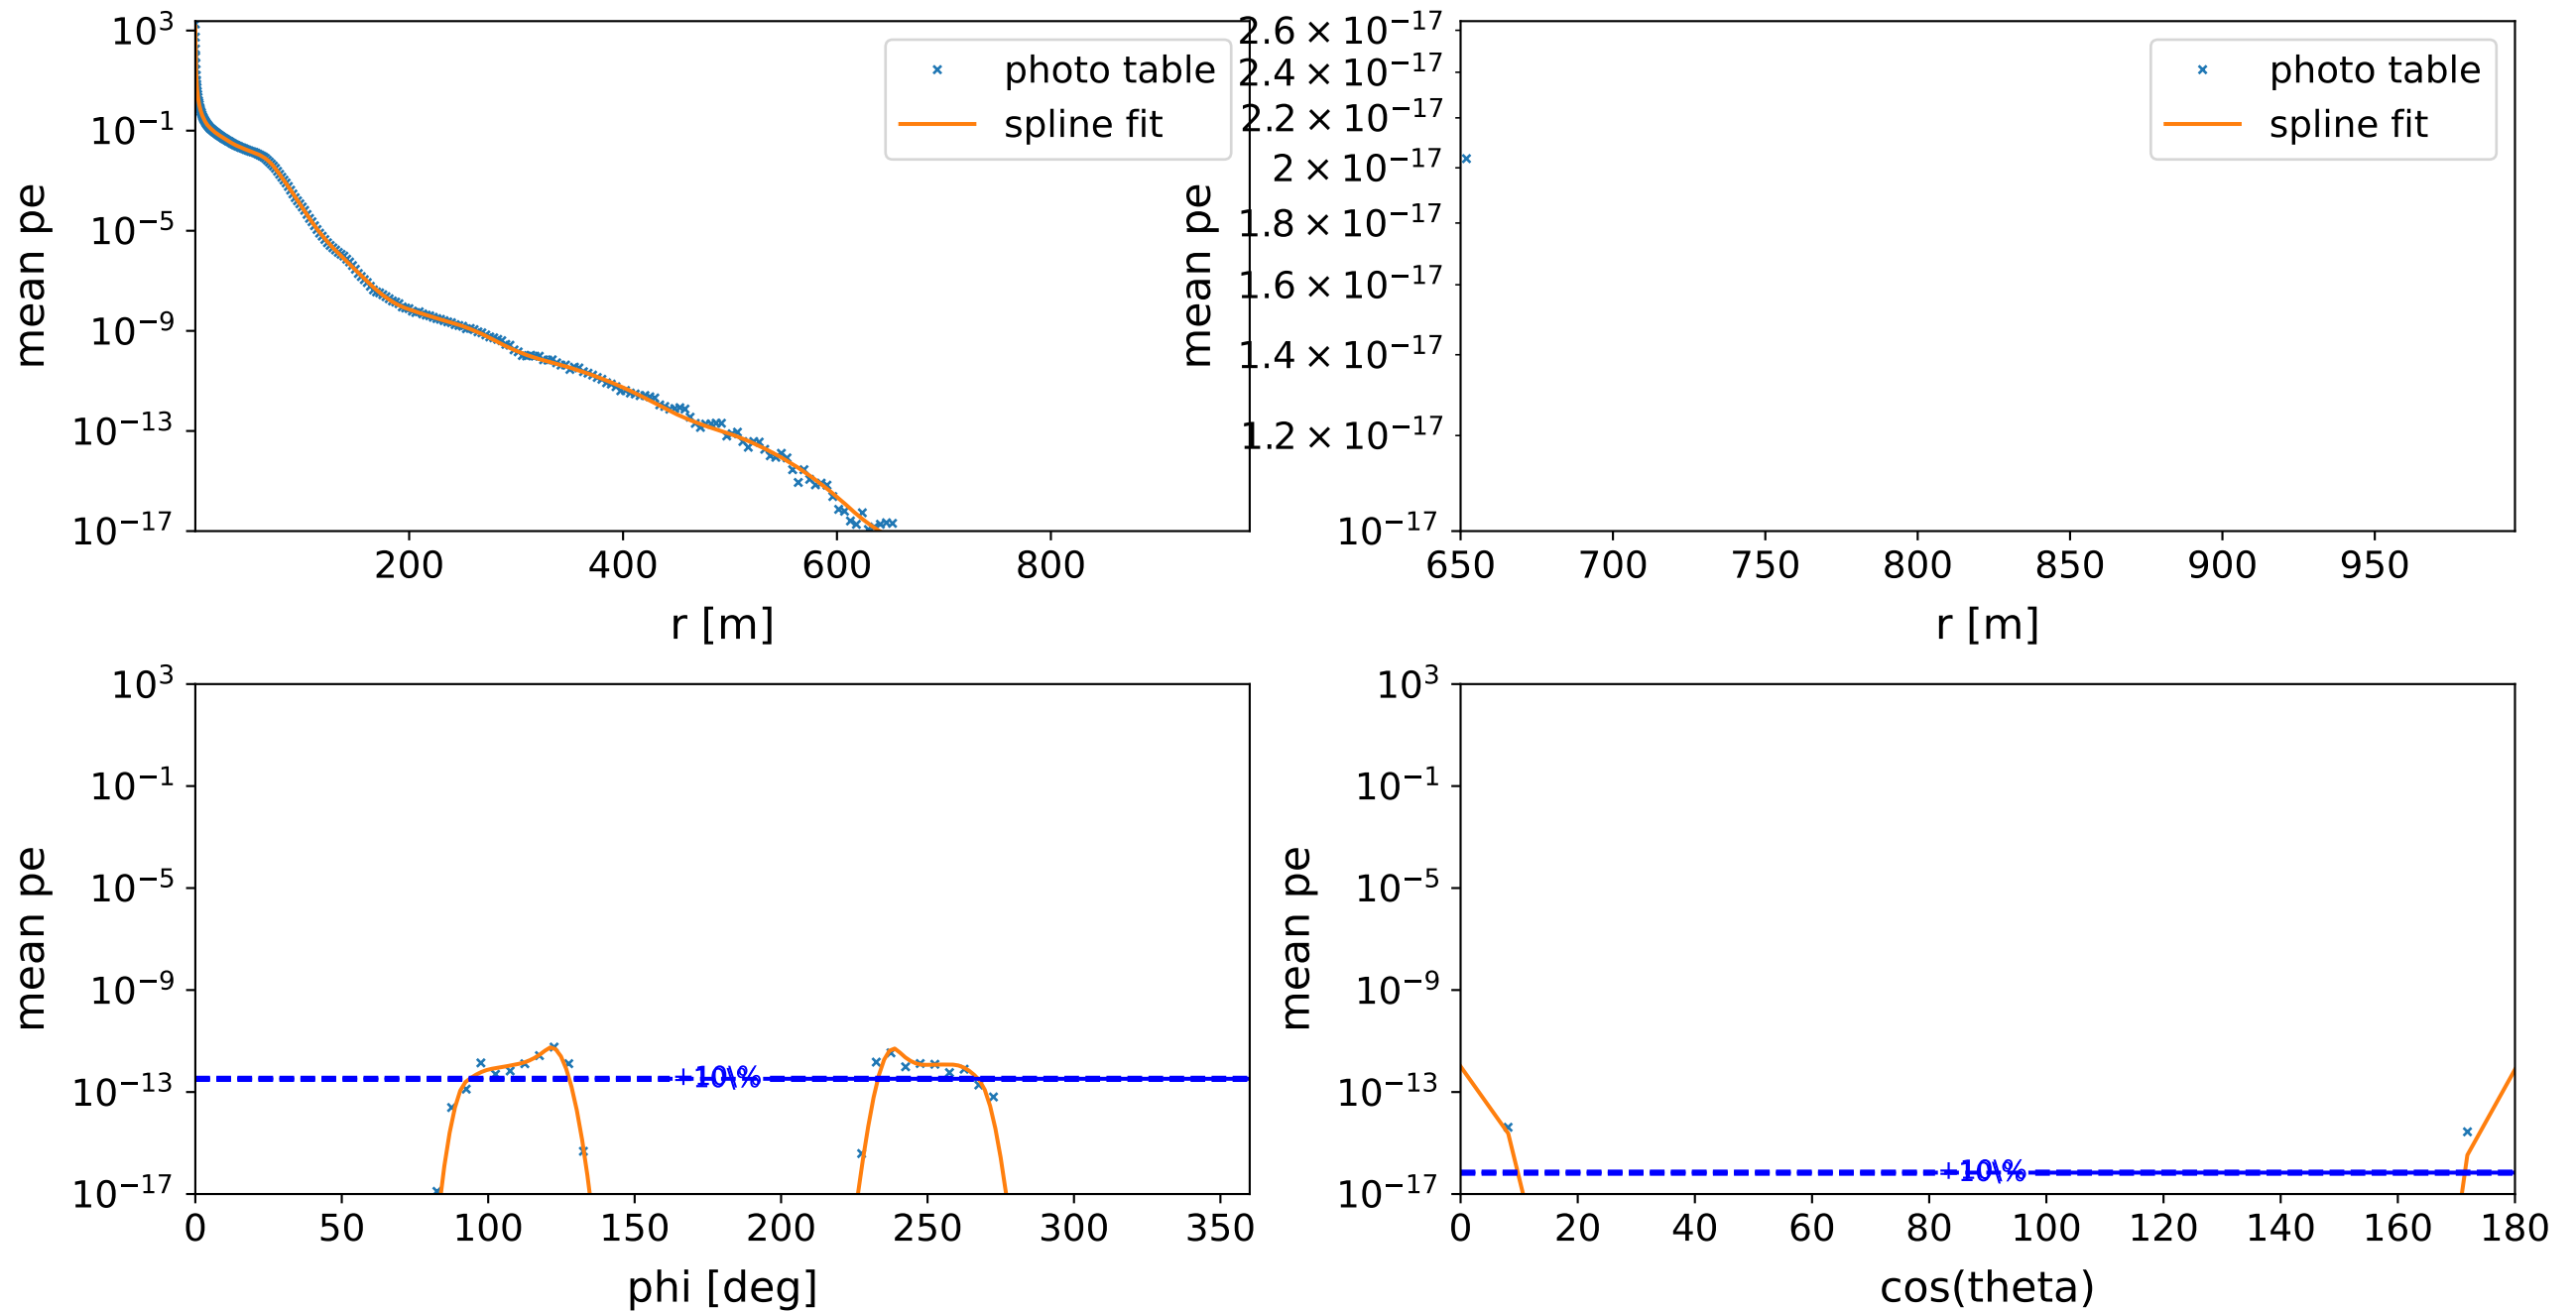 10³
10⁻¹
10⁻⁵
10⁻⁹
10⁻¹³
10⁻¹⁷
mean pe
200 400 600 800
r [m]
photo table
spline fit
2.6 × 10⁻¹⁷
2.4 × 10⁻¹⁷
2.2 × 10⁻¹⁷
2 × 10⁻¹⁷
1.8 × 10⁻¹⁷
1.6 × 10⁻¹⁷
1.4 × 10⁻¹⁷
1.2 × 10⁻¹⁷
10⁻¹⁷
mean pe
650 700 750 800 850 900 950
r [m]
photo table
spline fit
10³
10⁻¹
10⁻⁵
10⁻⁹
10⁻¹³
10⁻¹⁷
mean pe
+10\%
0 50 100 150 200 250 300 350
phi [deg]
10³
10⁻¹
10⁻⁵
10⁻⁹
10⁻¹³
10⁻¹⁷
mean pe
+10\%
0 20 40 60 80 100 120 140 160 180
cos(theta)